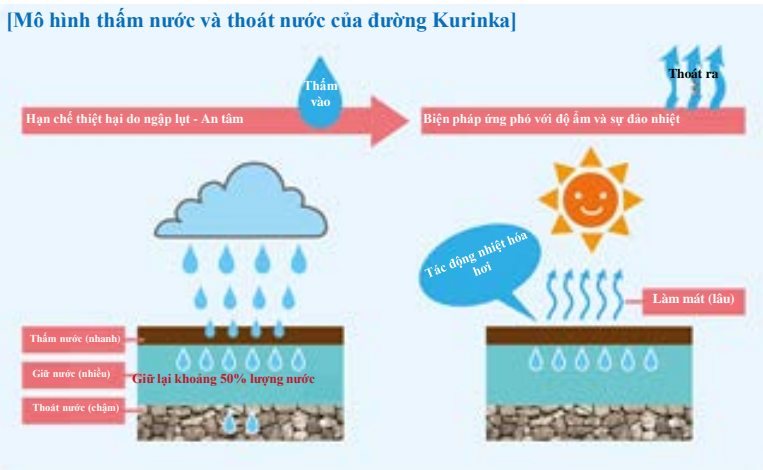 [Mô hình thấm nước và thoát nước của đường Kurinka]
Thấm
vào
Thoát ra
Hạn chế thiệt hại do ngập lụt - An tâm
Biện pháp ứng phó với độ ẩm và sự đảo nhiệt
Tác động nhiệt hóa
hơi
Làm mát (lâu)
Thấm nước (nhanh)
Giữ nước (nhiều)
Giữ lại khoảng 50% lượng nước
Thoát nước (chậm)